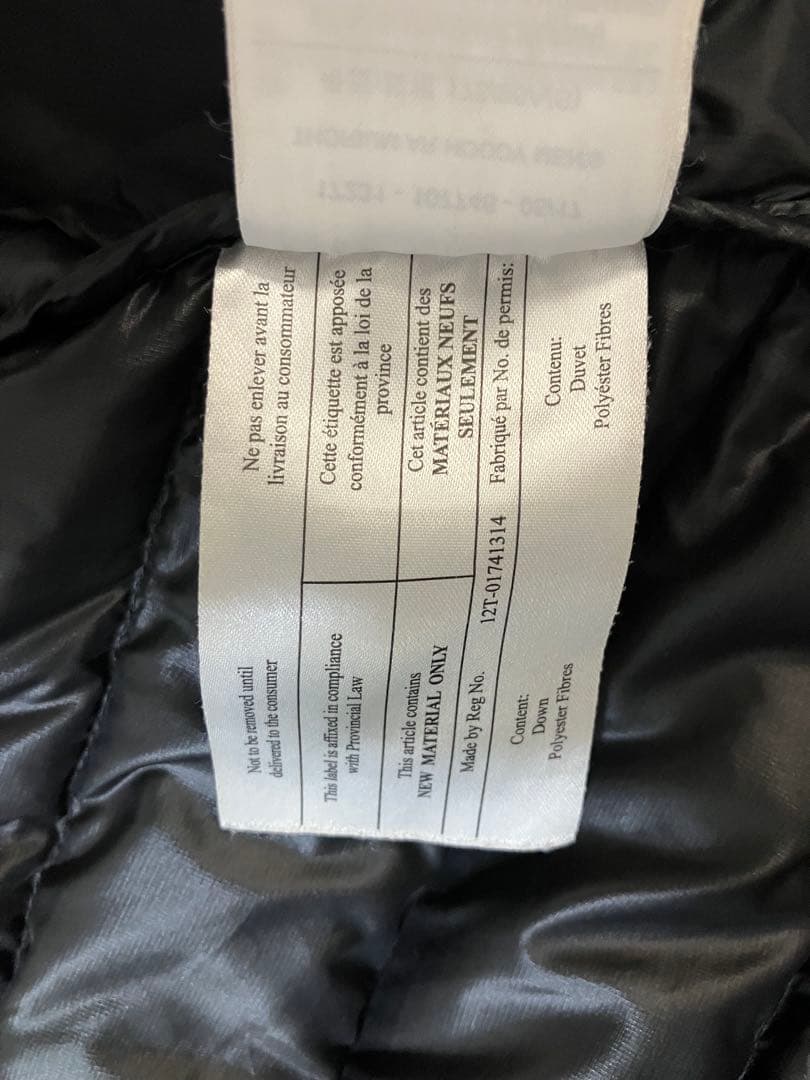 Not to be removed until
delivered to the consumer
Ne pas enlever avant la
livraison au consommateur
This label is affixed in compliance
with Provincial Law
Cette étiquette est apposée
conformément à la loi de la
province
This article contains
NEW MATERIAL ONLY
Cet article contient des
MATÉRIAUX NEUFS
SEULEMENT
Made by Reg No. 12T-01741314 Fabriqué par No. de permis:
Content:
Down
Polyester Fibres
Contenu:
Duvet
Polyéster Fibres